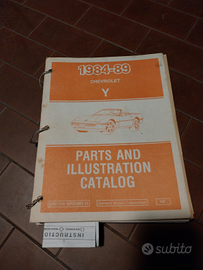 1984-89
CHEVROLET
Y
PARTS AND
ILLUSTRATION
CATALOG
INSTRUCTIO
subito